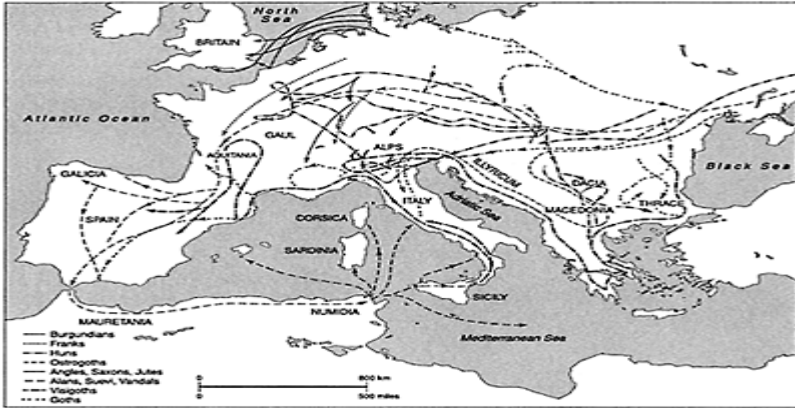 North
Sea
BRITAIN
Atlantic Ocean
GAUL
AQUITANIA
ALPS
ILLYRICUM
Black Sea
GALICIA
DACIA
SPAIN
ITALY
Adriatic Sea
MACEDONIA
THRACE
CORSICA
SARDINIA
SICILY
MAURETANIA
NUMIDIA
Mediterranean Sea
Burgundians
Franks
Huns
Ostrogoths
Angles, Saxons, Jutes
Alans, Suevi, Vandals
Visigoths
Goths
0 800 km
0 500 miles